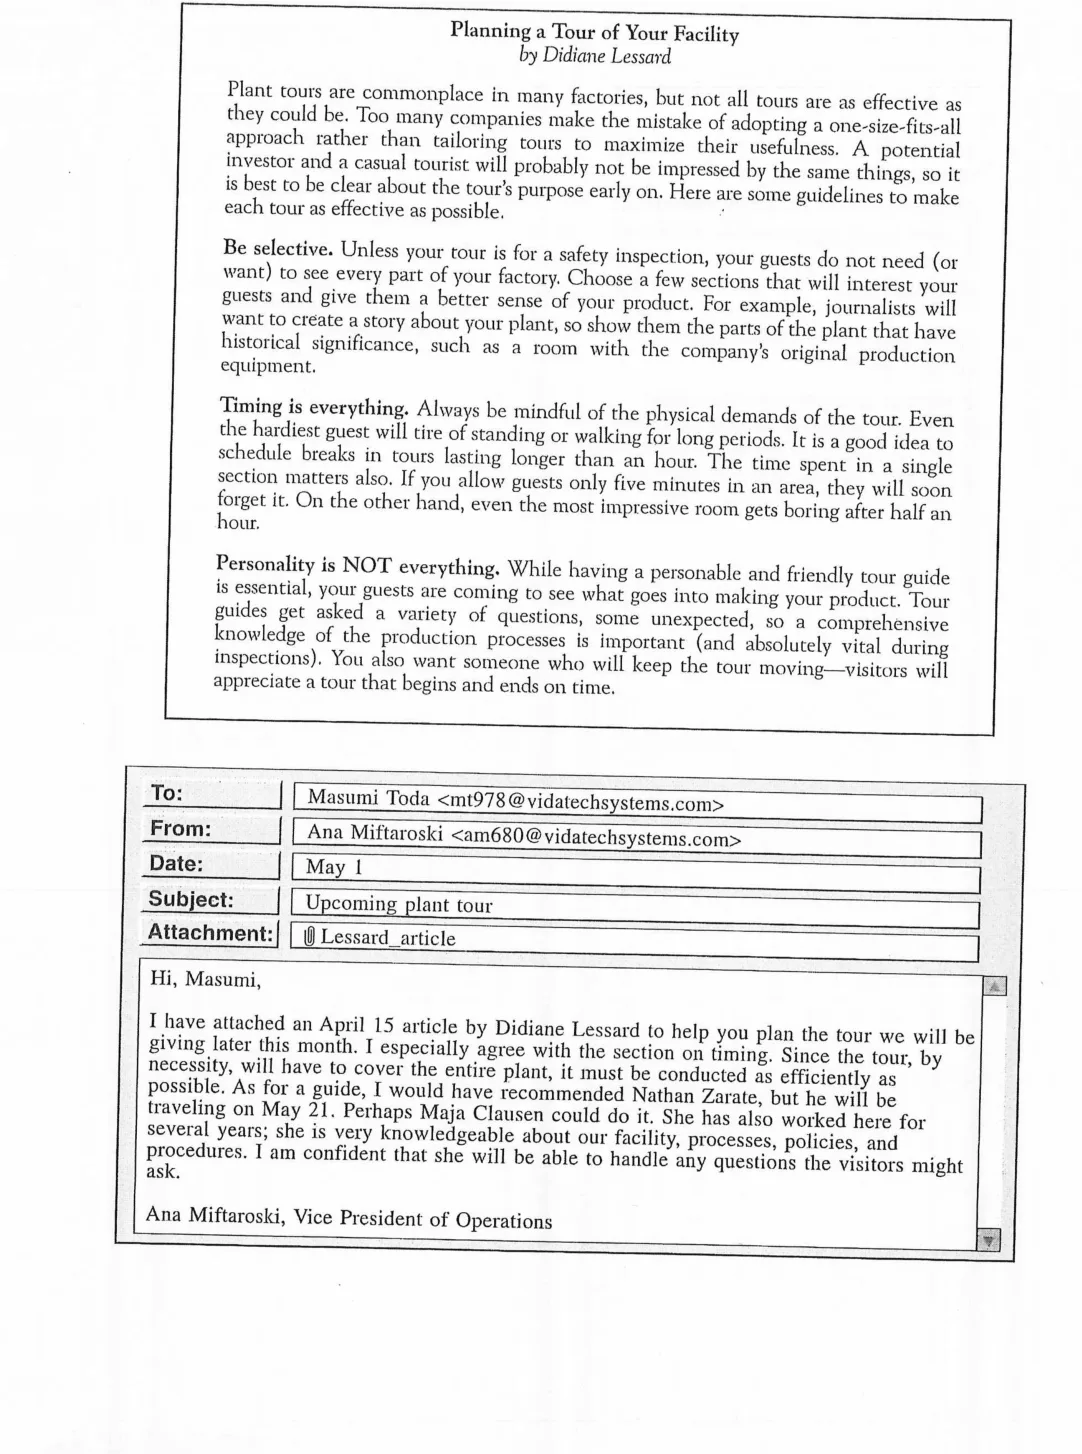 Planning a Tour of Your Facility
by Didiane Lessard
Plant tours are commonplace in many factories, but not all tours are as effective as
they could be. Too many companies make the mistake of adopting a one-size-fits-all
approach rather than tailoring tours to maximize their usefulness. A potential
investor and a casual tourist will probably not be impressed by the same things, so it
is best to be clear about the tour's purpose early on. Here are some guidelines to make
each tour as effective as possible.
Be selective. Unless your tour is for a safety inspection, your guests do not need (or
want) to see every part of your factory. Choose a few sections that will interest your
guests and give them a better sense of your product. For example, journalists will
want to create a story about your plant, so show them the parts of the plant that have
historical significance, such as a room with the company's original production
equipment.
Timing is everything. Always be mindful of the physical demands of the tour. Even
the hardiest guest will tire of standing or walking for long periods. It is a good idea to
schedule breaks in tours lasting longer than an hour. The time spent in a single
section matters also. If you allow guests only five minutes in an area, they will soon
forget it. On the other hand, even the most impressive room gets boring after half an
hour.
Personality is NOT everything. While having a personable and friendly tour guide
is essential, your guests are coming to see what goes into making your product. Tour
guides get asked a variety of questions, some unexpected, so a comprehensive
knowledge of the production processes is important (and absolutely vital during
inspections). You also want someone who will keep the tour moving—visitors will
appreciate a tour that begins and ends on time.
To: Masumi Toda <mt978@vidatechsystems.com>
From: Ana Miftaroski <am680@vidatechsystems.com>
Date: May 1
Subject: Upcoming plant tour
Attachment: Lessard_article
Hi, Masumi,
I have attached an April 15 article by Didiane Lessard to help you plan the tour we will be
giving later this month. I especially agree with the section on timing. Since the tour, by
necessity, will have to cover the entire plant, it must be conducted as efficiently as
possible. As for a guide, I would have recommended Nathan Zarate, but he will be
traveling on May 21. Perhaps Maja Clausen could do it. She has also worked here for
several years; she is very knowledgeable about our facility, processes, policies, and
procedures. I am confident that she will be able to handle any questions the visitors might
ask.
Ana Miftaroski, Vice President of Operations